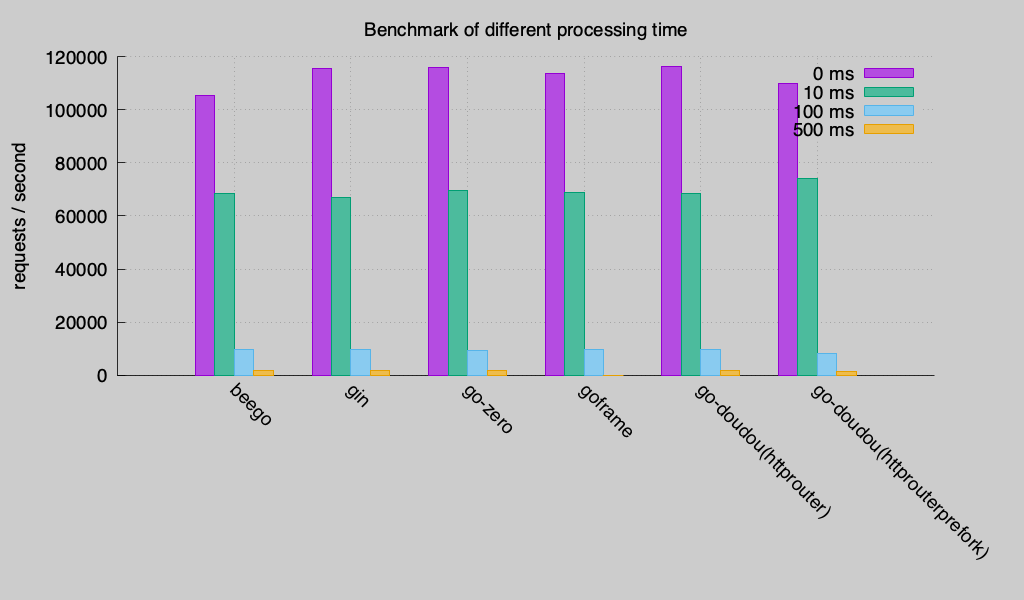 Benchmark of different processing time
requests / second
120000
100000
80000
60000
40000
20000
0
0 ms
10 ms
100 ms
500 ms
beego
gin
go-zero
goframe
go-doudou(httprouter)
go-doudou(httprouterprefork)